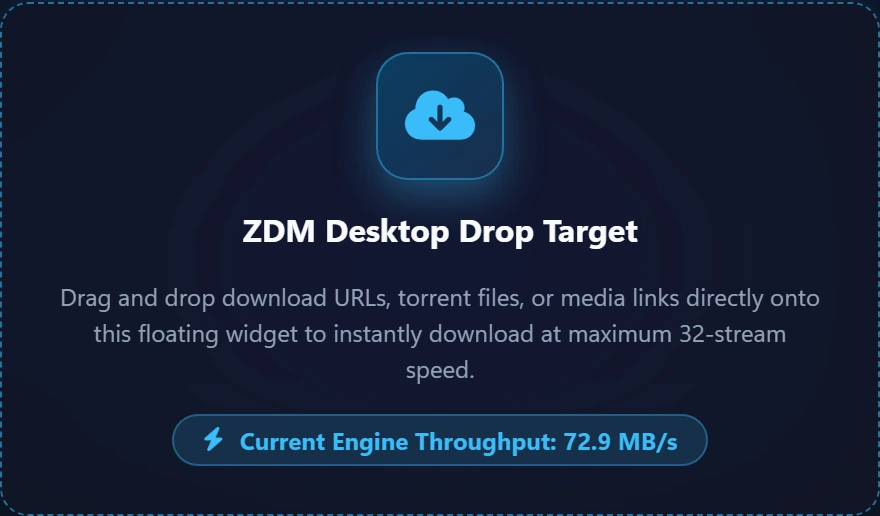 ZDM Desktop Drop Target
Drag and drop download URLs, torrent files, or media links directly onto
this floating widget to instantly download at maximum 32-stream
speed.
Current Engine Throughput: 72.9 MB/s